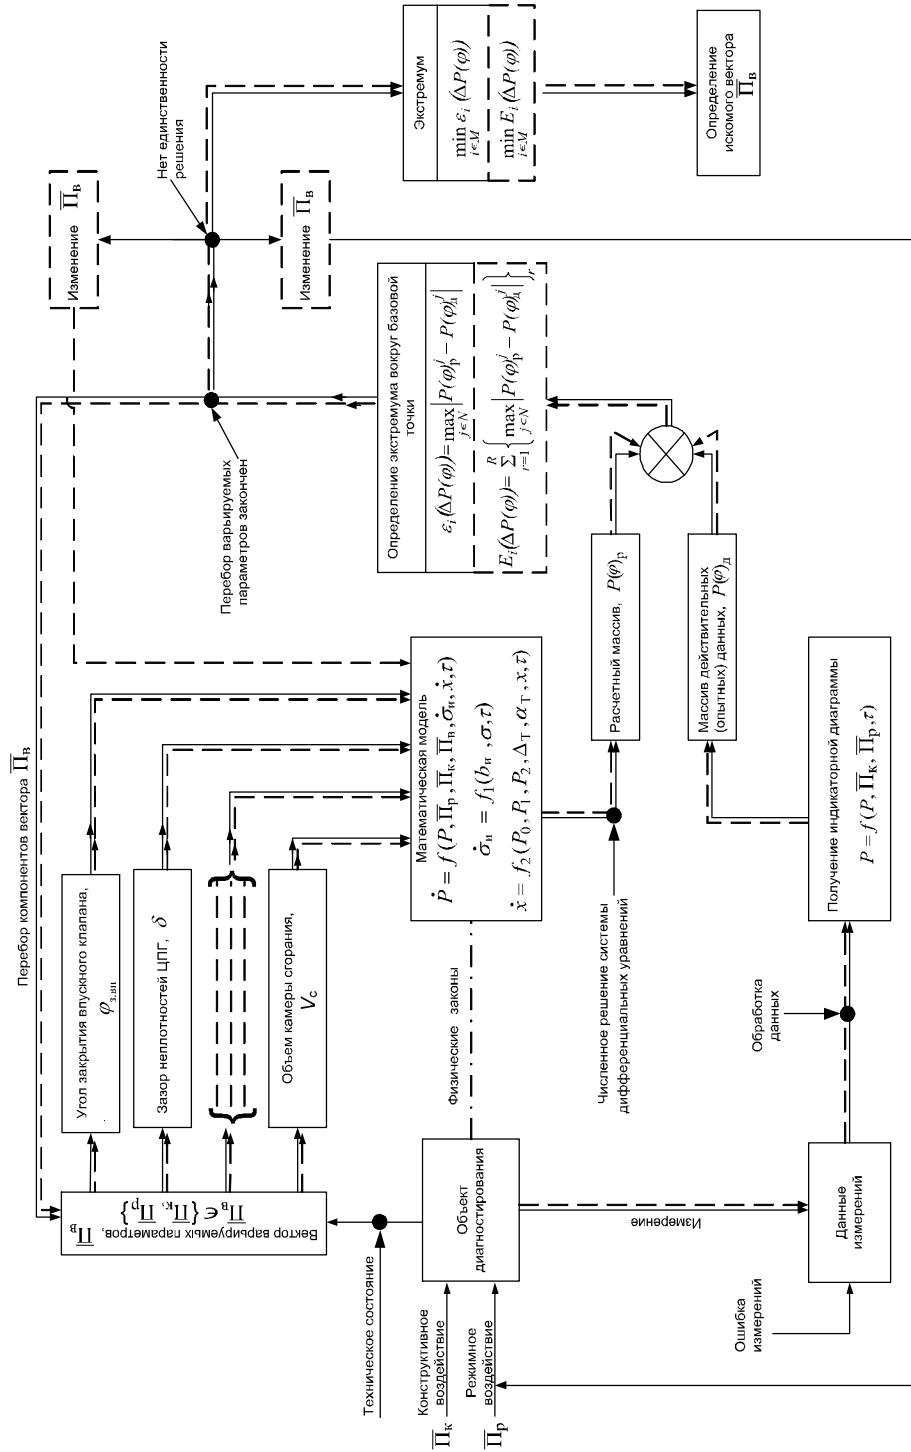 Перебор компонентов вектора П̅в
Вектор варьируемых параметров, П̅в
П̅в ∈ {П̅к, П̅р}
Угол закрытия впускного клапана,
φз.вп
Зазор неплотностей ЦПГ, δ
Объем камеры сгорания,
Vс
Изменение П̅в
Нет единственности
решения
Изменение П̅в
Перебор варьируемых
параметров закончен
Техническое состояние
Конструктивное
воздействие
П̅к
Режимное
воздействие
П̅р
Объект
диагностирования
Физические законы
Математическая модель
Ṗ = f(P, П̅р, П̅к, П̅в, σ̇и, ẋ, τ)
σ̇и = f₁(bи, σ, τ)
ẋ = f₂(P₀, P₁, P₂, Δт, αт, x, τ)
Численное решение системы
дифференциальных уравнений
Определение экстремума вокруг базовой
точки
εᵢ(ΔP(φ)) = max j∈N |P(φ)ʲр − P(φ)ʲд|
Eᵢ(ΔP(φ)) = Σ r=1 R {max j∈N |P(φ)ʲр − P(φ)ʲд|}r
Экстремум
min i∈M εᵢ(ΔP(φ))
min i∈M Eᵢ(ΔP(φ))
Определение
искомого вектора
П̅в
Расчетный массив, P(φ)р
Массив действительных
(опытных) данных, P(φ)д
Измерение
Ошибка
измерений
Данные
измерений
Обработка
данных
Получение индикаторной диаграммы
P = f(P, П̅к, П̅р, τ)